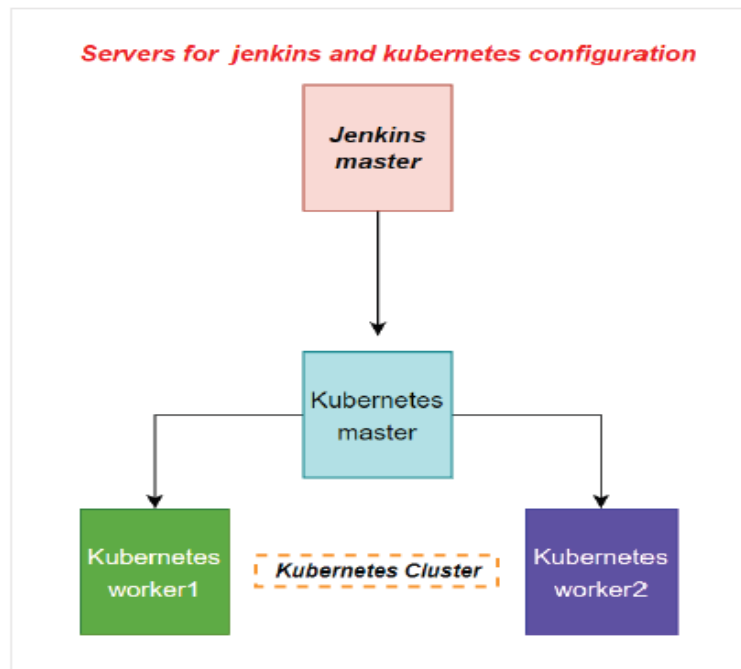 Servers for jenkins and kubernetes configuration
Jenkins
master
Kubernetes
master
Kubernetes
worker1
Kubernetes Cluster
Kubernetes
worker2